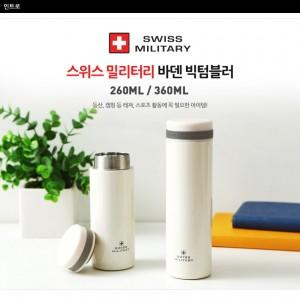 인트로
SWISS
MILITARY
스위스 밀리터리 바덴 빅텀블러
260ML / 360ML
등산, 캠핑 등 레저, 스포츠 활동에 꼭 필요한 아이템!
SWISS
MILITARY
SWISS
MILITARY